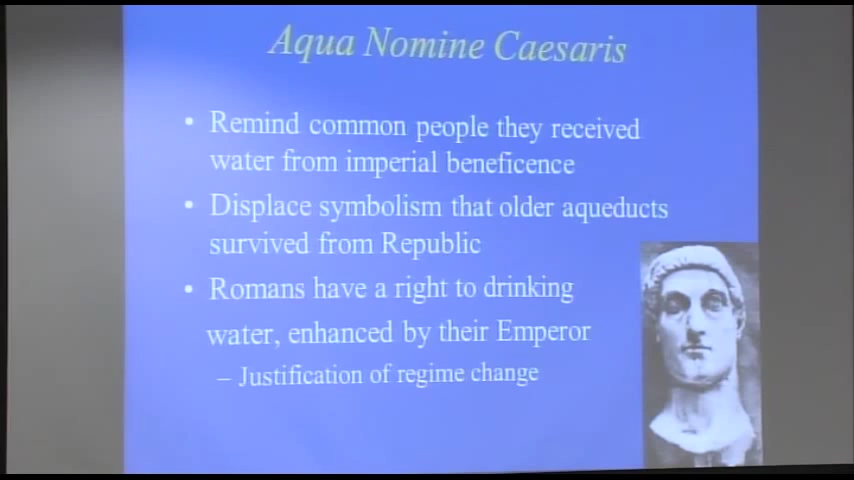 Aqua Nomine Caesaris
• Remind common people they received
water from imperial beneficence
• Displace symbolism that older aqueducts
survived from Republic
• Romans have a right to drinking
water, enhanced by their Emperor
– Justification of regime change